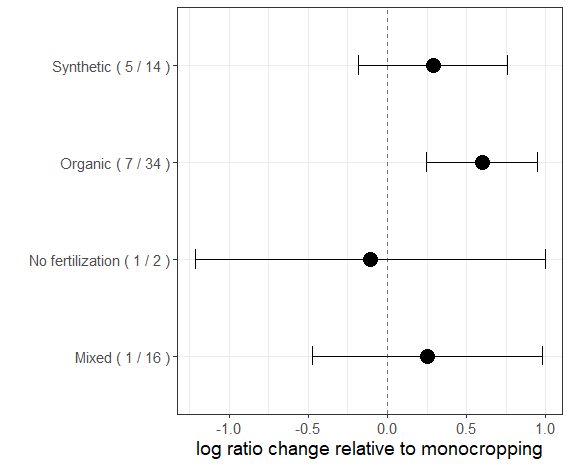 Synthetic ( 5 / 14 )
Organic ( 7 / 34 )
No fertilization ( 1 / 2 )
Mixed ( 1 / 16 )
-1.0 -0.5 0.0 0.5 1.0
log ratio change relative to monocropping